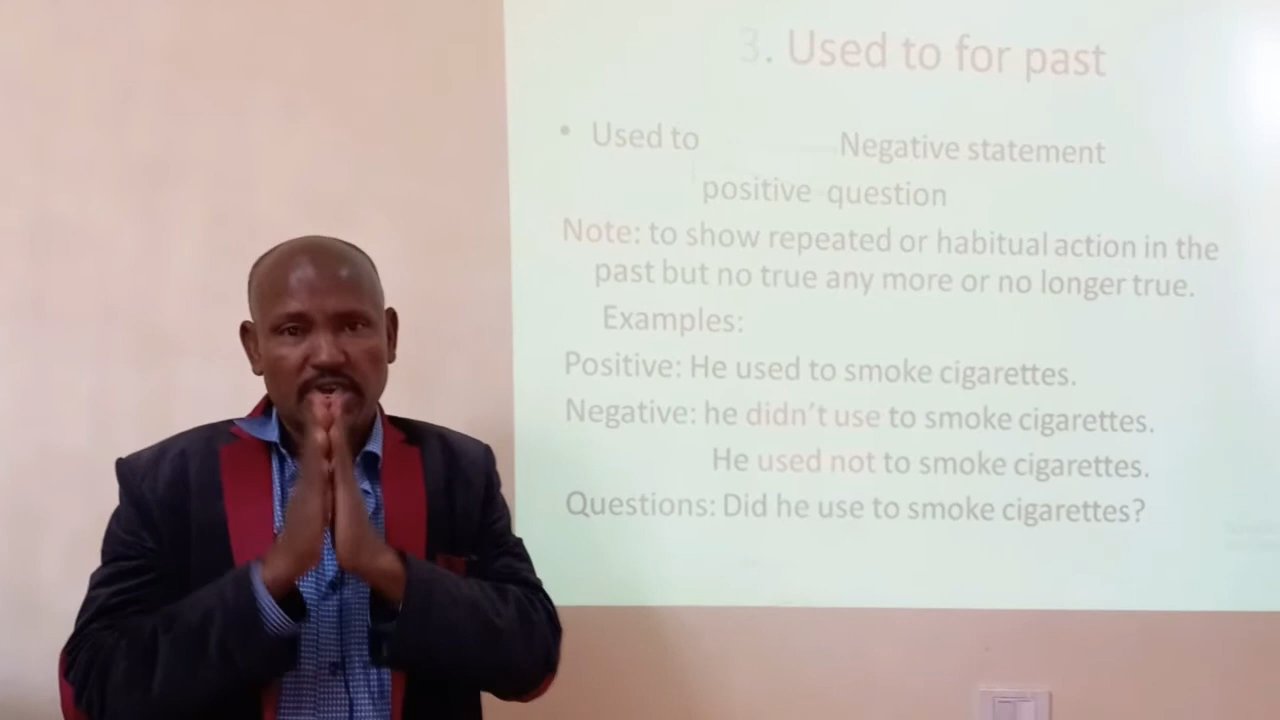 3. Used to for past
• Used to Negative statement
positive question
Note: to show repeated or habitual action in the
past but no true any more or no longer true.
Examples:
Positive: He used to smoke cigarettes.
Negative: he didn't use to smoke cigarettes.
He used not to smoke cigarettes.
Questions: Did he use to smoke cigarettes?